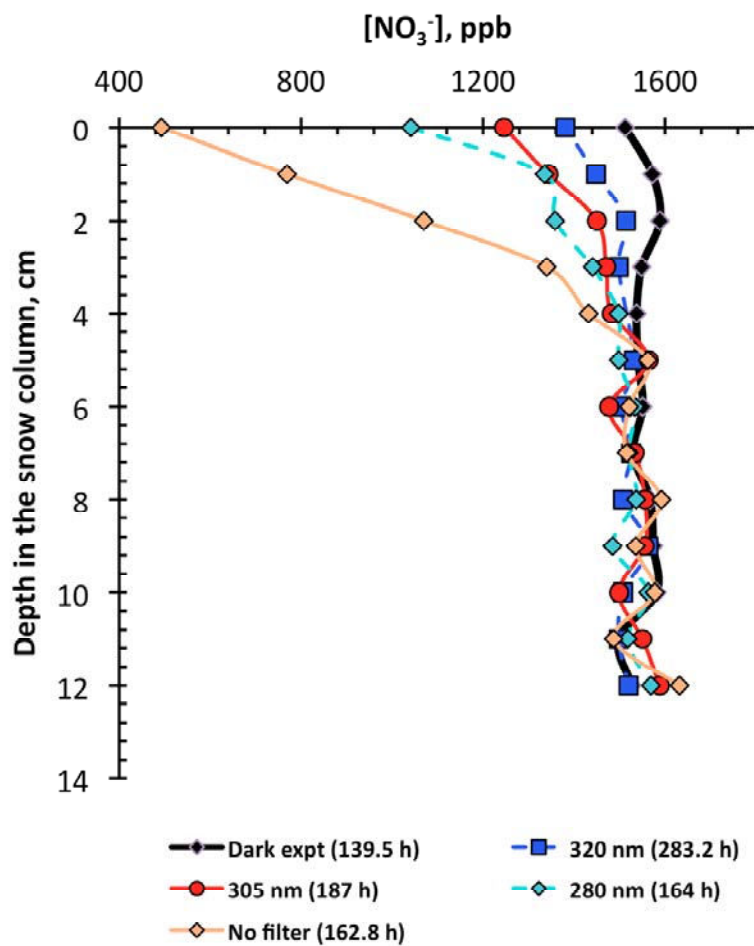 [NO₃⁻], ppb
400 800 1200 1600
0
2
4
6
8
10
12
14
Depth in the snow column, cm
Dark expt (139.5 h) 320 nm (283.2 h)
305 nm (187 h) 280 nm (164 h)
No filter (162.8 h)